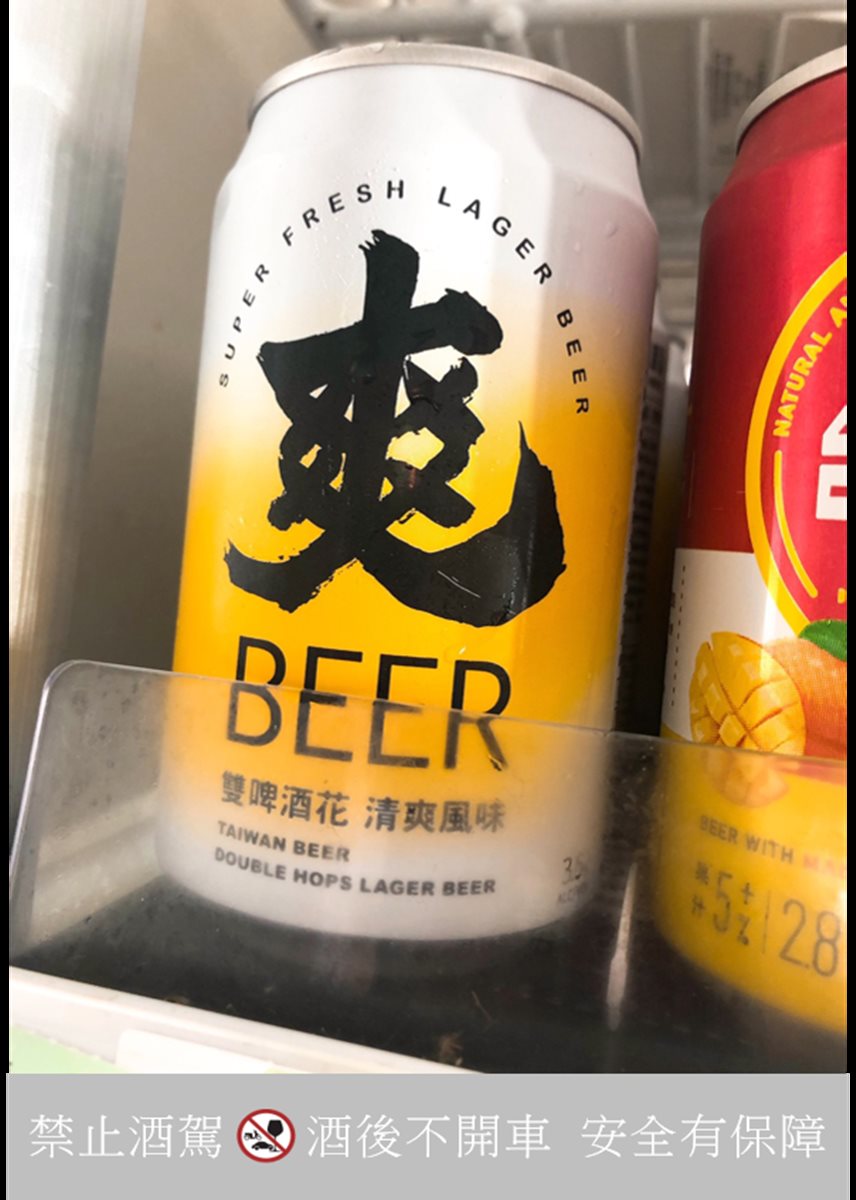 SUPER FRESH LAGER BEER
爽
BEER
雙啤酒花 清爽風味
TAIWAN BEER
DOUBLE HOPS LAGER BEER
NATURAL
BEER WITH
果汁 5+%
2.8
禁止酒駕 酒後不開車 安全有保障